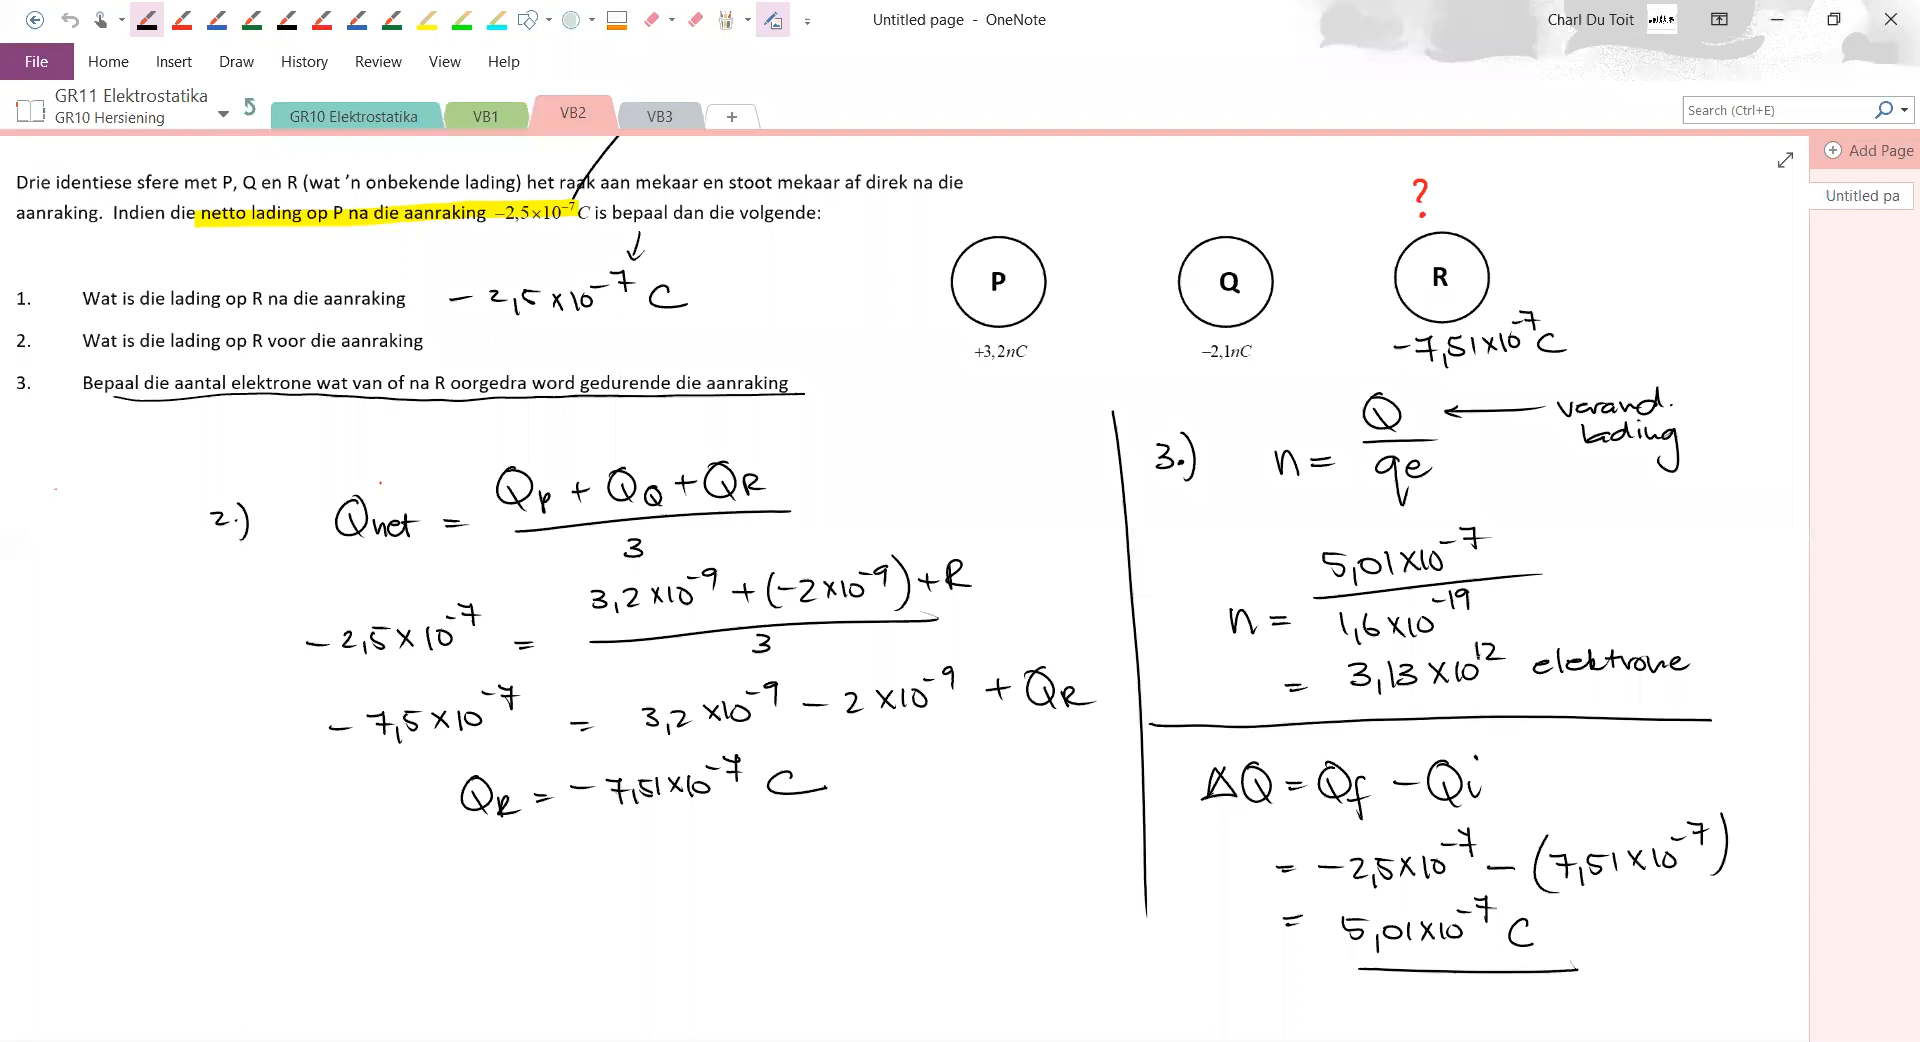 Untitled page - OneNote
Charl Du Toit
File Home Insert Draw History Review View Help
GR11 Elektrostatika
GR10 Hersiening
GR10 Elektrostatika VB1 VB2 VB3 +
Search (Ctrl+E)
Add Page
Untitled pa
Drie identiese sfere met P, Q en R (wat 'n onbekende lading) het raak aan mekaar en stoot mekaar af direk na die
aanraking. Indien die netto lading op P na die aanraking −2,5×10⁻⁷C is bepaal dan die volgende:
?
P Q R
+3,2nC −2,1nC −7,51×10⁻⁷C
1. Wat is die lading op R na die aanraking −2,5×10⁻⁷ C
2. Wat is die lading op R voor die aanraking
3. Bepaal die aantal elektrone wat van of na R oorgedra word gedurende die aanraking
2.) Qnet = QP + QQ + QR
3
−2,5×10⁻⁷ = 3,2×10⁻⁹ + (−2×10⁻⁹) + R
3
−7,5×10⁻⁷ = 3,2×10⁻⁹ − 2×10⁻⁹ + QR
QR = −7,51×10⁻⁷ C
3.) n = Q
qe
← verand.
lading
n = 5,01×10⁻⁷
1,6×10⁻¹⁹
= 3,13×10¹² elektrone
ΔQ = Qf − Qi
= −2,5×10⁻⁷ − (7,51×10⁻⁷)
= 5,01×10⁻⁷ C